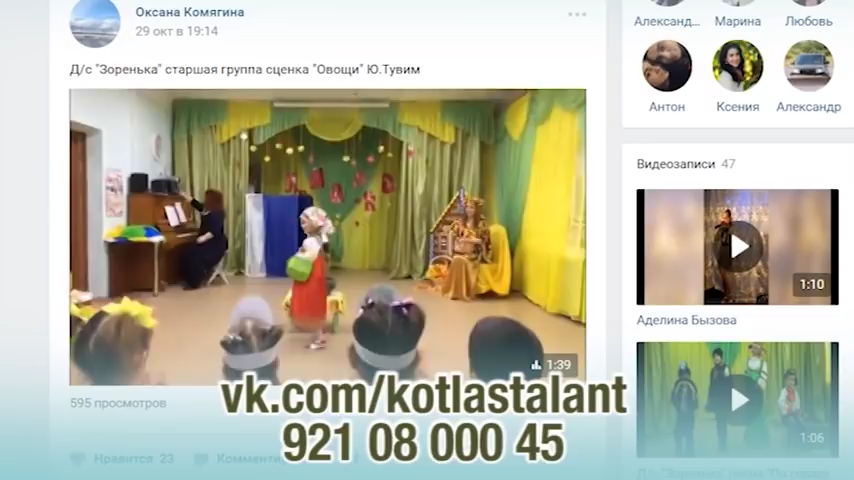 Оксана Комягина
29 окт в 19:14
Д/с "Зоренька" старшая группа сценка "Овощи" Ю.Тувим
1:39
595 просмотров
Нравится 23
vk.com/kotlastalant
921 08 000 45
Александ... Марина Любовь
Антон Ксения Александр
Видеозаписи 47
1:10
Аделина Бызова
1:06